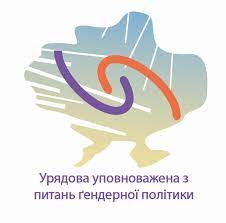 Урядова уповноважена з
питань ґендерної політики